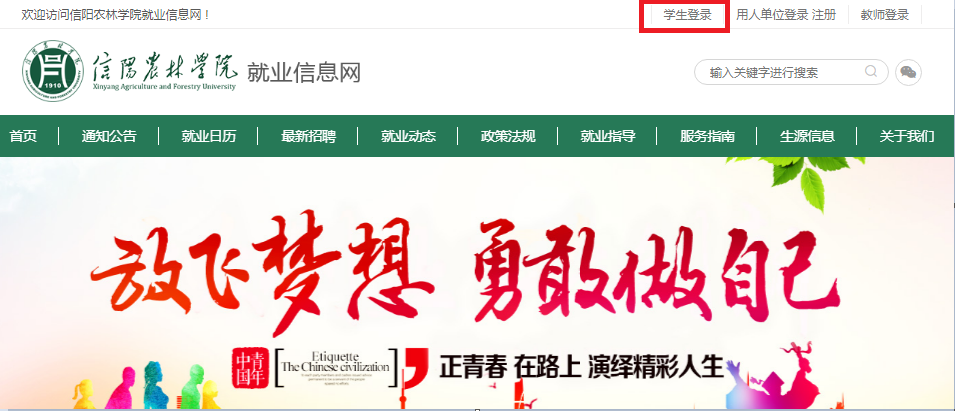 欢迎访问信阳农林学院就业信息网！
学生登录 用人单位登录 注册 教师登录
信阳农林学院 就业信息网
Xinyang Agriculture and Forestry University
1910
输入关键字进行搜索
首页 通知公告 就业日历 最新招聘 就业动态 政策法规 就业指导 服务指南 生源信息 关于我们
放飞梦想 勇敢做自己
中国青年
Etiquette
The Chinese civilization
正青春 在路上 演绎精彩人生